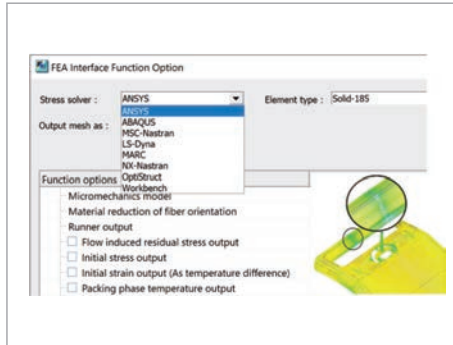 FEA Interface Function Option
Stress solver : ANSYS Element type : Solid-185
ANSYS
Output mesh as : ABAQUS
MSC-Nastran
LS-Dyna
MARC
NX-Nastran
Function options OptiStruct
Workbench
Micromechanics model
Material reduction of fiber orientation
Runner output
Flow induced residual stress output
Initial stress output
Initial strain output (As temperature difference)
Packing phase temperature output